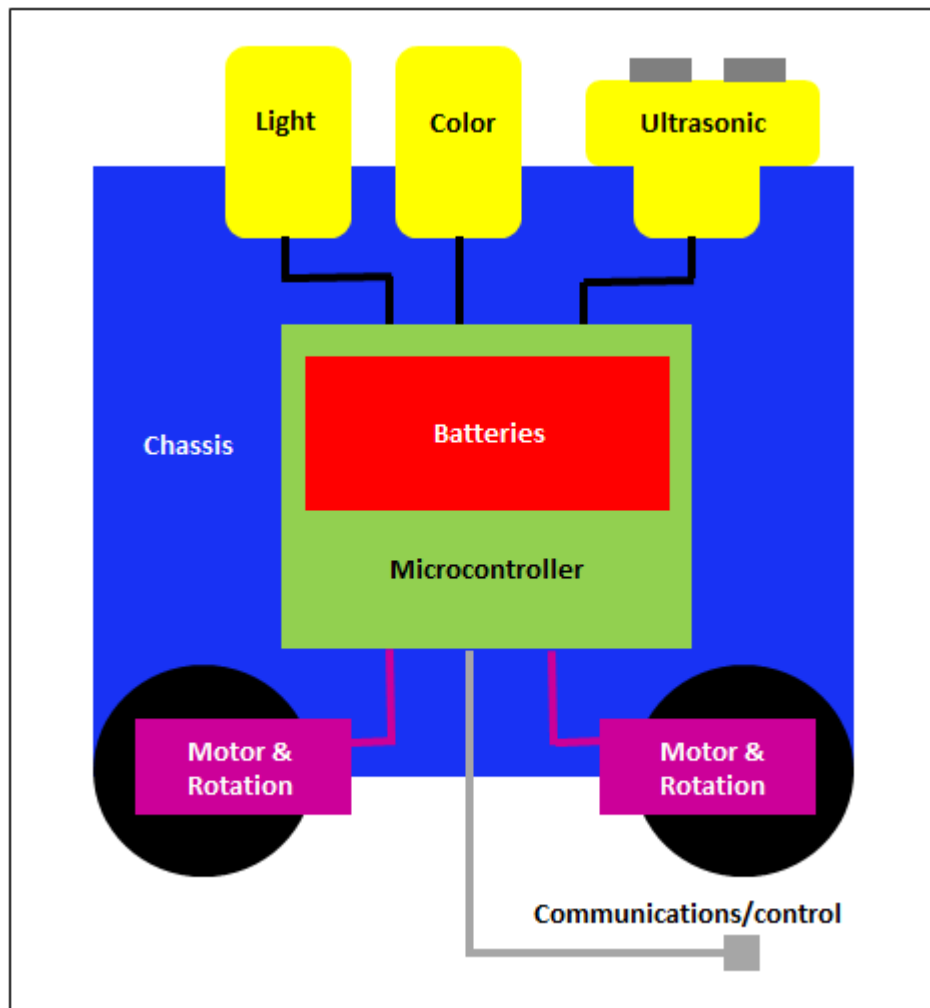 Light
Color
Ultrasonic
Batteries
Chassis
Microcontroller
Motor &
Rotation
Motor &
Rotation
Communications/control